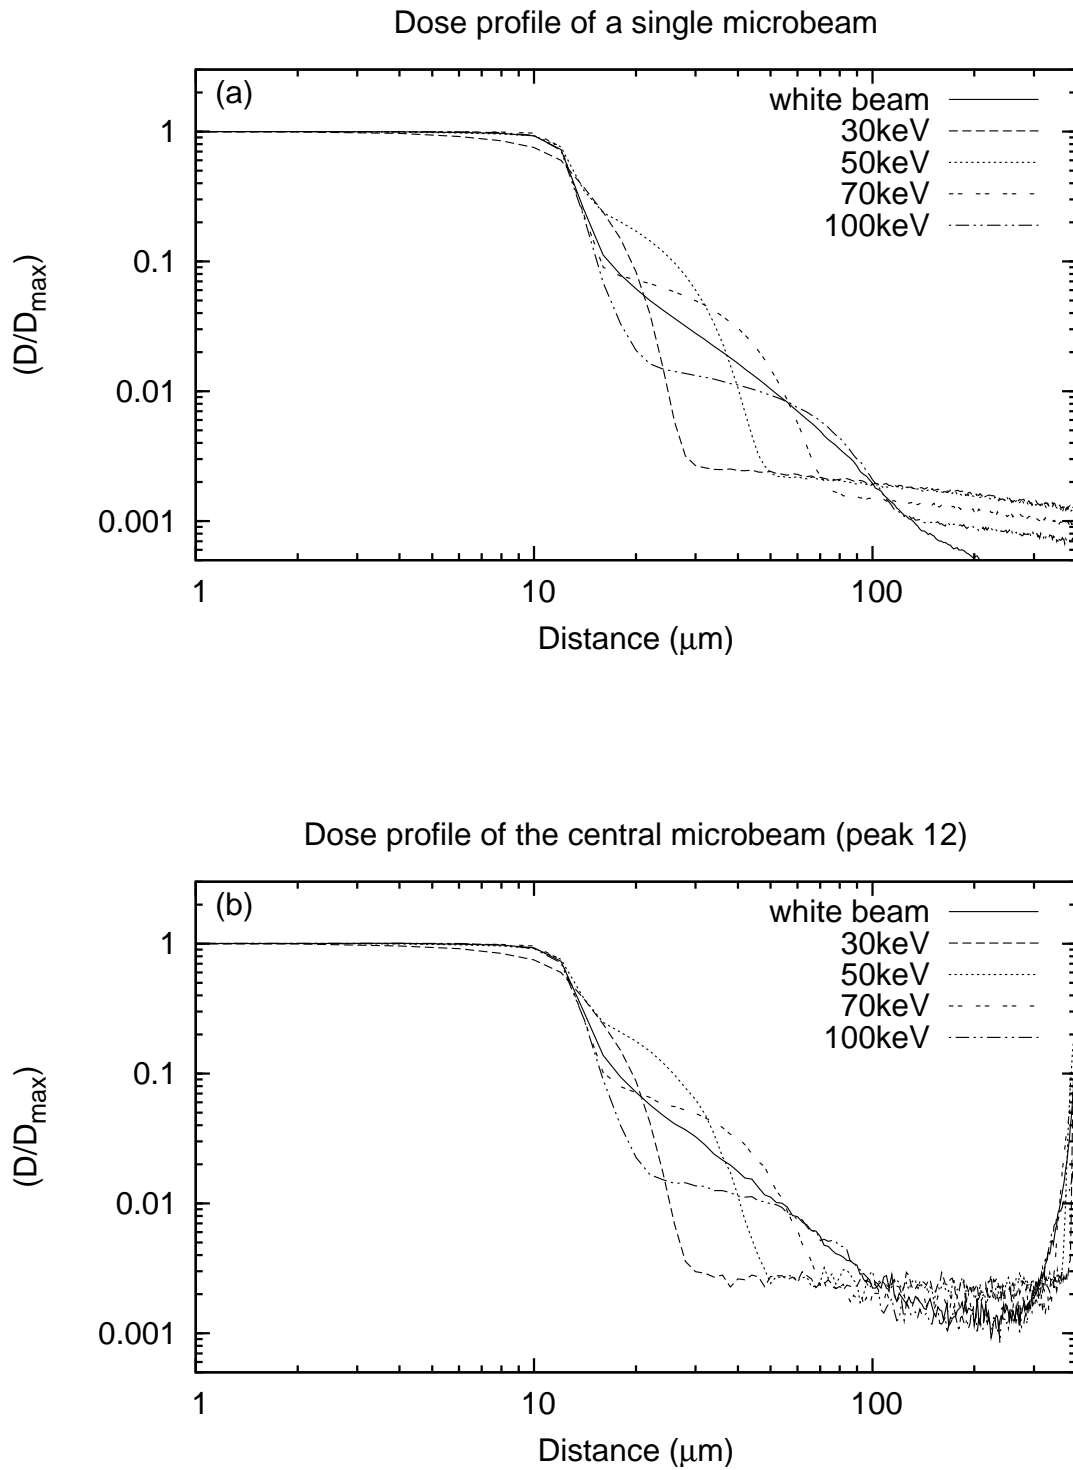 Dose profile of a single microbeam
(a)
white beam
30keV
50keV
70keV
100keV
1
0.1
0.01
0.001
(D/Dmax)
1 10 100
Distance (μm)
Dose profile of the central microbeam (peak 12)
(b)
white beam
30keV
50keV
70keV
100keV
1
0.1
0.01
0.001
(D/Dmax)
1 10 100
Distance (μm)